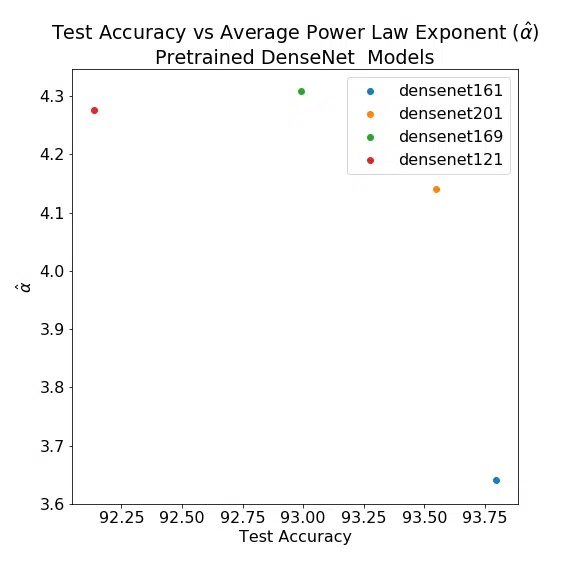 Test Accuracy vs Average Power Law Exponent (α̂)
Pretrained DenseNet  Models
densenet161
densenet201
densenet169
densenet121
4.3
4.2
4.1
4.0
3.9
3.8
3.7
3.6
α̂
92.25 92.50 92.75 93.00 93.25 93.50 93.75
Test Accuracy